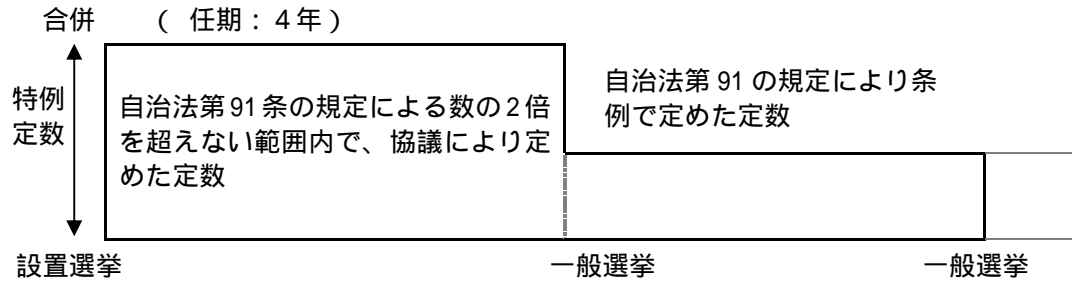 合併 ( 任期：4年)
特例
定数
自治法第91条の規定による数の2倍
を超えない範囲内で、協議により定
めた定数
自治法第 91 の規定により条
例で定めた定数
設置選挙 一般選挙 一般選挙